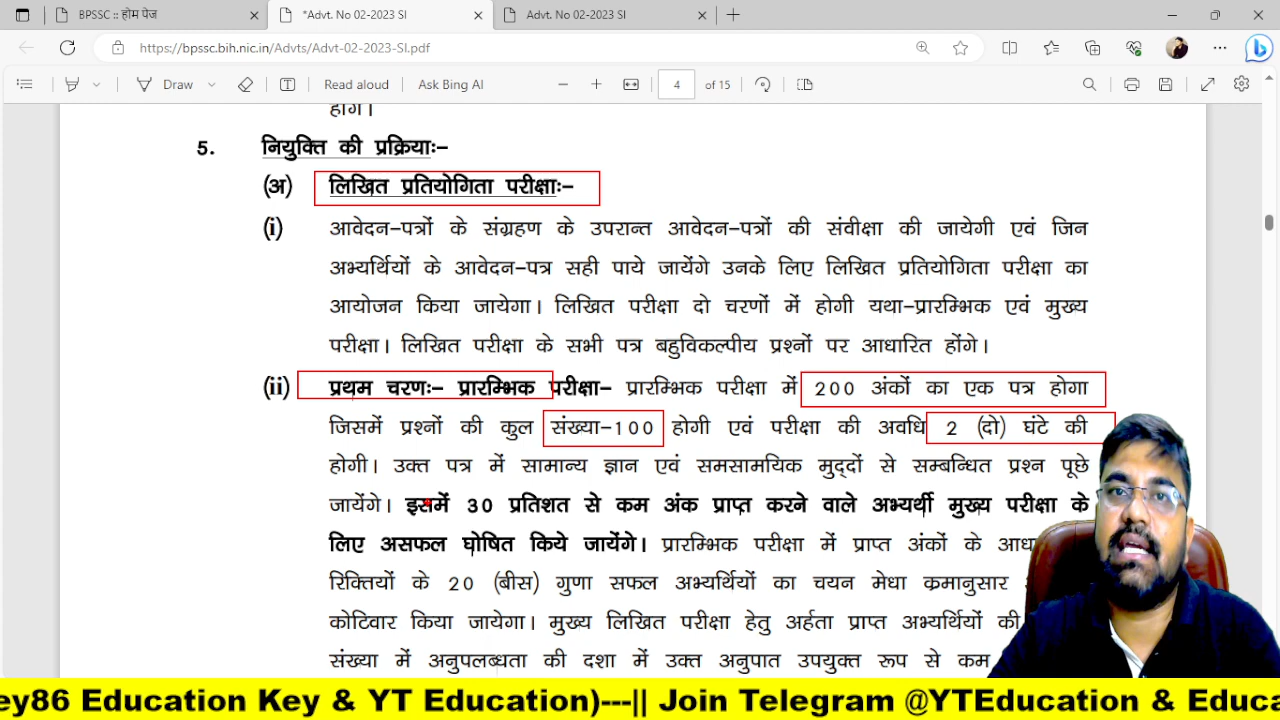 BPSSC :: होम पेज
*Advt. No 02-2023 SI
Advt. No 02-2023 SI
https://bpssc.bih.nic.in/Advts/Advt-02-2023-SI.pdf
Draw
Read aloud
Ask Bing AI
4 of 15
होंगे।
5. नियुक्ति की प्रक्रियाः-
(अ) लिखित प्रतियोगिता परीक्षाः-
(i) आवेदन-पत्रों के संग्रहण के उपरान्त आवेदन-पत्रों की संवीक्षा की जायेगी एवं जिन
अभ्यर्थियों के आवेदन-पत्र सही पाये जायेंगे उनके लिए लिखित प्रतियोगिता परीक्षा का
आयोजन किया जायेगा। लिखित परीक्षा दो चरणों में होगी यथा-प्रारम्भिक एवं मुख्य
परीक्षा। लिखित परीक्षा के सभी पत्र बहुविकल्पीय प्रश्नों पर आधारित होंगे।
(ii) प्रथम चरणः- प्रारम्भिक परीक्षा- प्रारम्भिक परीक्षा में 200 अंकों का एक पत्र होगा
जिसमें प्रश्नों की कुल संख्या-100 होगी एवं परीक्षा की अवधि 2 (दो) घंटे की
होगी। उक्त पत्र में सामान्य ज्ञान एवं समसामयिक मुद्दों से सम्बन्धित प्रश्न पूछे
जायेंगे। इसमें 30 प्रतिशत से कम अंक प्राप्त करने वाले अभ्यर्थी मुख्य परीक्षा के
लिए असफल घोषित किये जायेंगे। प्रारम्भिक परीक्षा में प्राप्त अंकों के
रिक्तियों के 20 (बीस) गुणा सफल अभ्यर्थियों का चयन मेधा क्रमानुसार
कोटिवार किया जायेगा। मुख्य लिखित परीक्षा हेतु अर्हता प्राप्त अभ्यर्थियों की
संख्या में अनुपलब्धता की दशा में उक्त अनुपात उपयुक्त रूप से कम
ey86 Education Key & YT Education)---|| Join Telegram @YTEducation & Educa